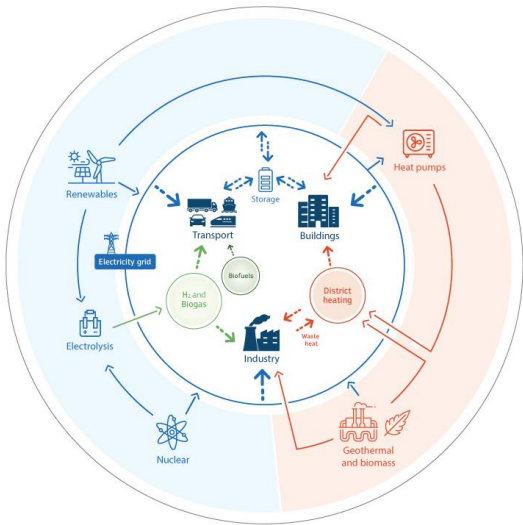 Heat pumps
Renewables
Storage
Transport
Buildings
Electricity grid
Biofuels
H₂ and
Biogas
District
heating
Electrolysis
Waste
heat
Industry
Nuclear
Geothermal
and biomass